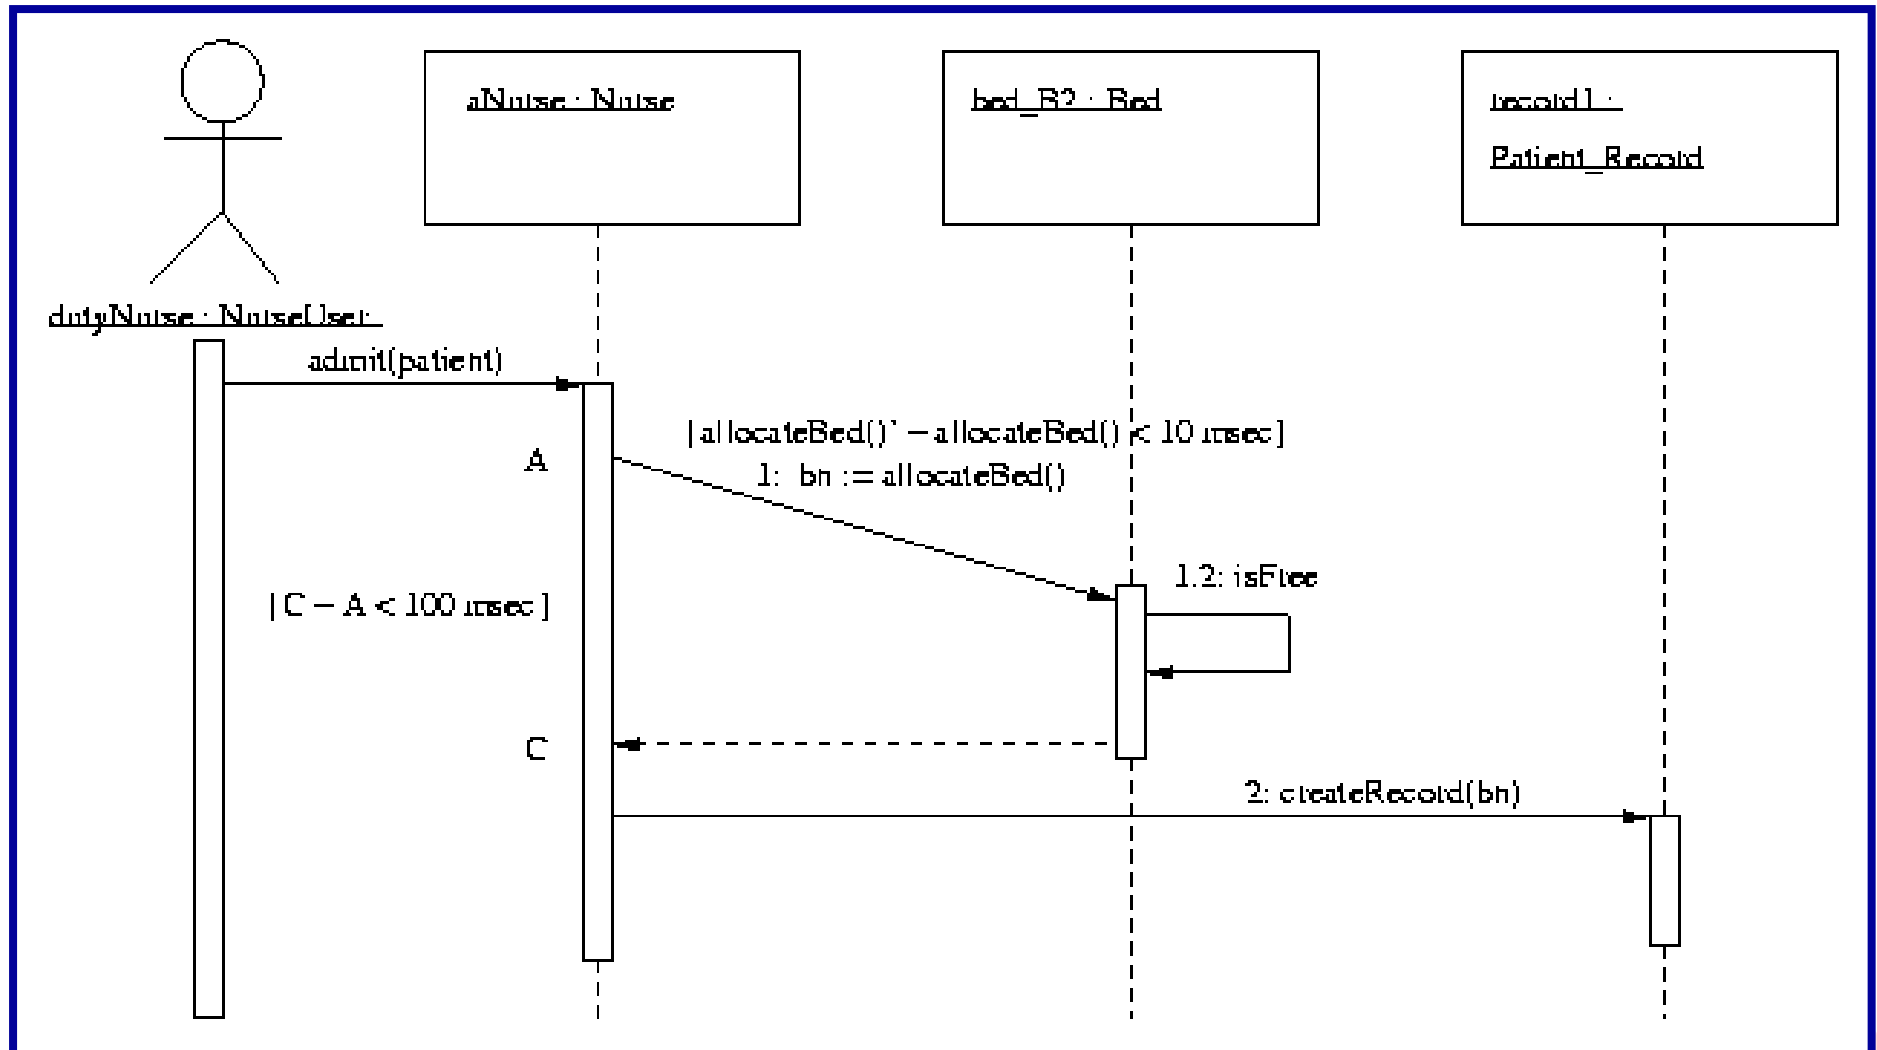 aNurse : Nurse
bed_B2 : Bed
record1 :
Patient_Record
dutyNurse : NurseUser
admit(patient)
[allocateBed()' – allocateBed() < 10 msec]
A
1: bn := allocateBed()
1.2: isFree
[C – A < 100 msec]
C
2: createRecord(bn)